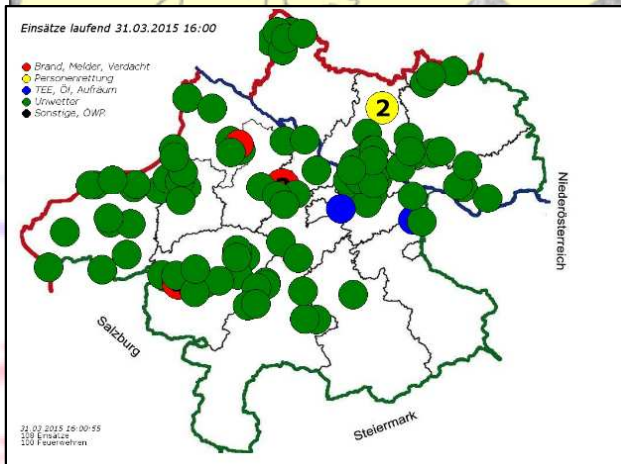 Einsätze laufend 31.03.2015 16:00
Brand, Melder, Verdacht
Personenrettung
TEE, Öl, Aufräum
Unwetter
Sonstige, ÖWP.
2
Niederösterreich
Salzburg
Steiermark
31.03.2015 16:00:55
108 Einsätze
100 Feuerwehren